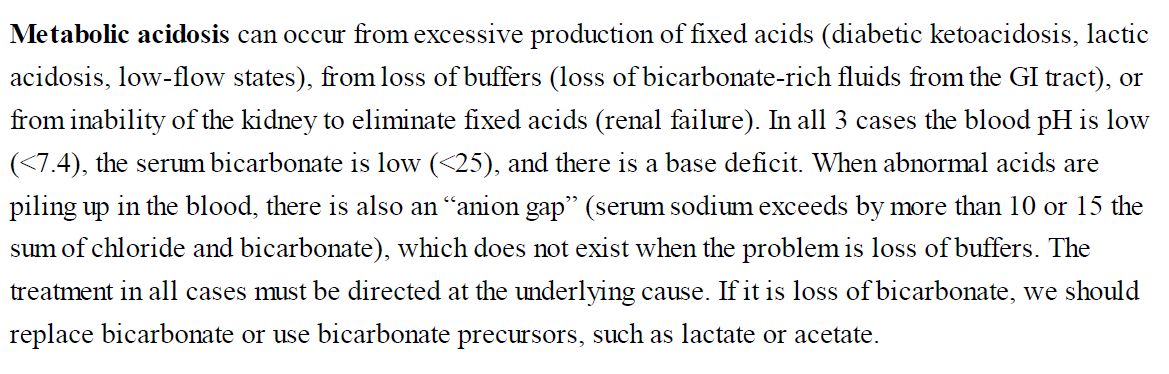 Metabolic acidosis can occur from excessive production of fixed acids (diabetic ketoacidosis, lactic
acidosis, low-flow states), from loss of buffers (loss of bicarbonate-rich fluids from the GI tract), or
from inability of the kidney to eliminate fixed acids (renal failure). In all 3 cases the blood pH is low
(<7.4), the serum bicarbonate is low (<25), and there is a base deficit. When abnormal acids are
piling up in the blood, there is also an “anion gap” (serum sodium exceeds by more than 10 or 15 the
sum of chloride and bicarbonate), which does not exist when the problem is loss of buffers. The
treatment in all cases must be directed at the underlying cause. If it is loss of bicarbonate, we should
replace bicarbonate or use bicarbonate precursors, such as lactate or acetate.